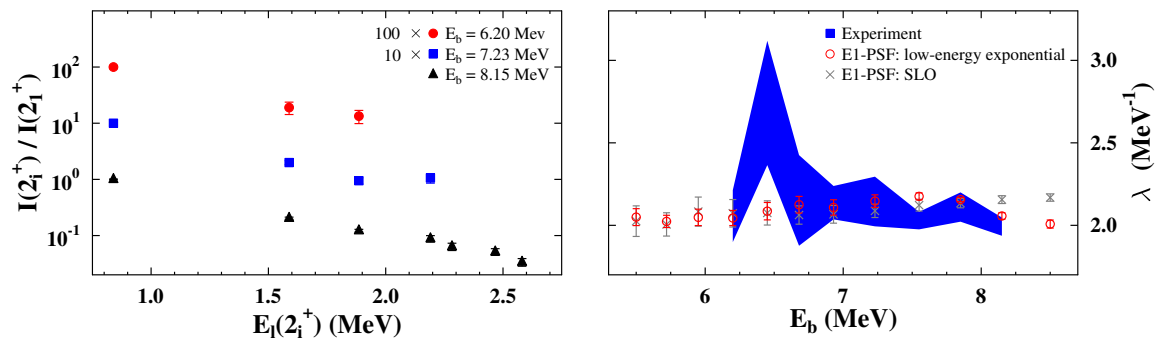 I(2_i^+) / I(2_1^+)
10^2
10^1
10^0
10^-1
100 × E_b = 6.20 Mev
10 × E_b = 7.23 MeV
E_b = 8.15 MeV
1.0 1.5 2.0 2.5
E_l(2_i^+) (MeV)
Experiment
E1-PSF: low-energy exponential
E1-PSF: SLO
3.0
2.5
2.0
λ (MeV^-1)
6 7 8
E_b (MeV)